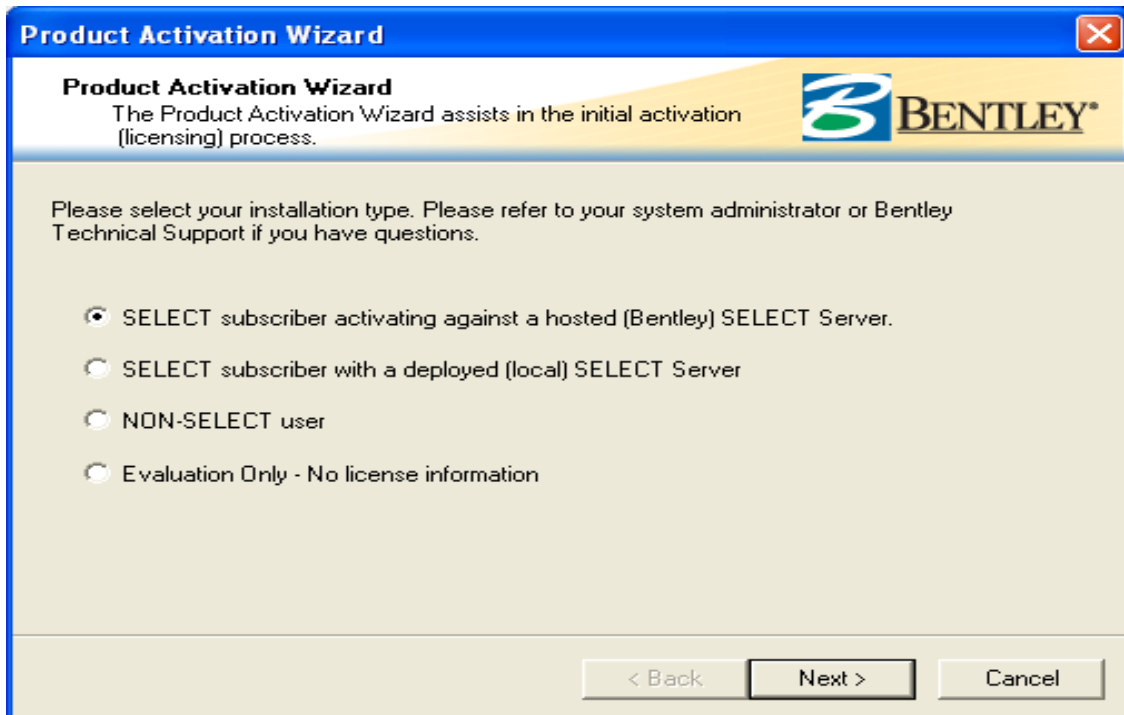 Product Activation Wizard
Product Activation Wizard
The Product Activation Wizard assists in the initial activation
(licensing) process.
BENTLEY®
Please select your installation type. Please refer to your system administrator or Bentley
Technical Support if you have questions.
SELECT subscriber activating against a hosted (Bentley) SELECT Server.
SELECT subscriber with a deployed (local) SELECT Server
NON-SELECT user
Evaluation Only - No license information
< Back
Next >
Cancel